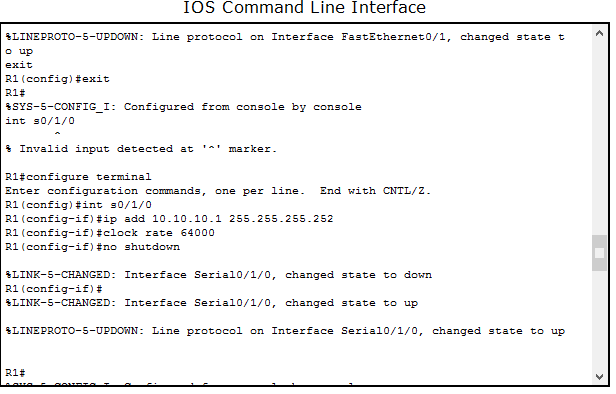 IOS Command Line Interface
%LINEPROTO-5-UPDOWN: Line protocol on Interface FastEthernet0/1, changed state t
o up
exit
R1(config)#exit
R1#
%SYS-5-CONFIG_I: Configured from console by console
int s0/1/0
^
% Invalid input detected at '^' marker.
R1#configure terminal
Enter configuration commands, one per line.  End with CNTL/Z.
R1(config)#int s0/1/0
R1(config-if)#ip add 10.10.10.1 255.255.255.252
R1(config-if)#clock rate 64000
R1(config-if)#no shutdown
%LINK-5-CHANGED: Interface Serial0/1/0, changed state to down
R1(config-if)#
%LINK-5-CHANGED: Interface Serial0/1/0, changed state to up
%LINEPROTO-5-UPDOWN: Line protocol on Interface Serial0/1/0, changed state to up
R1#